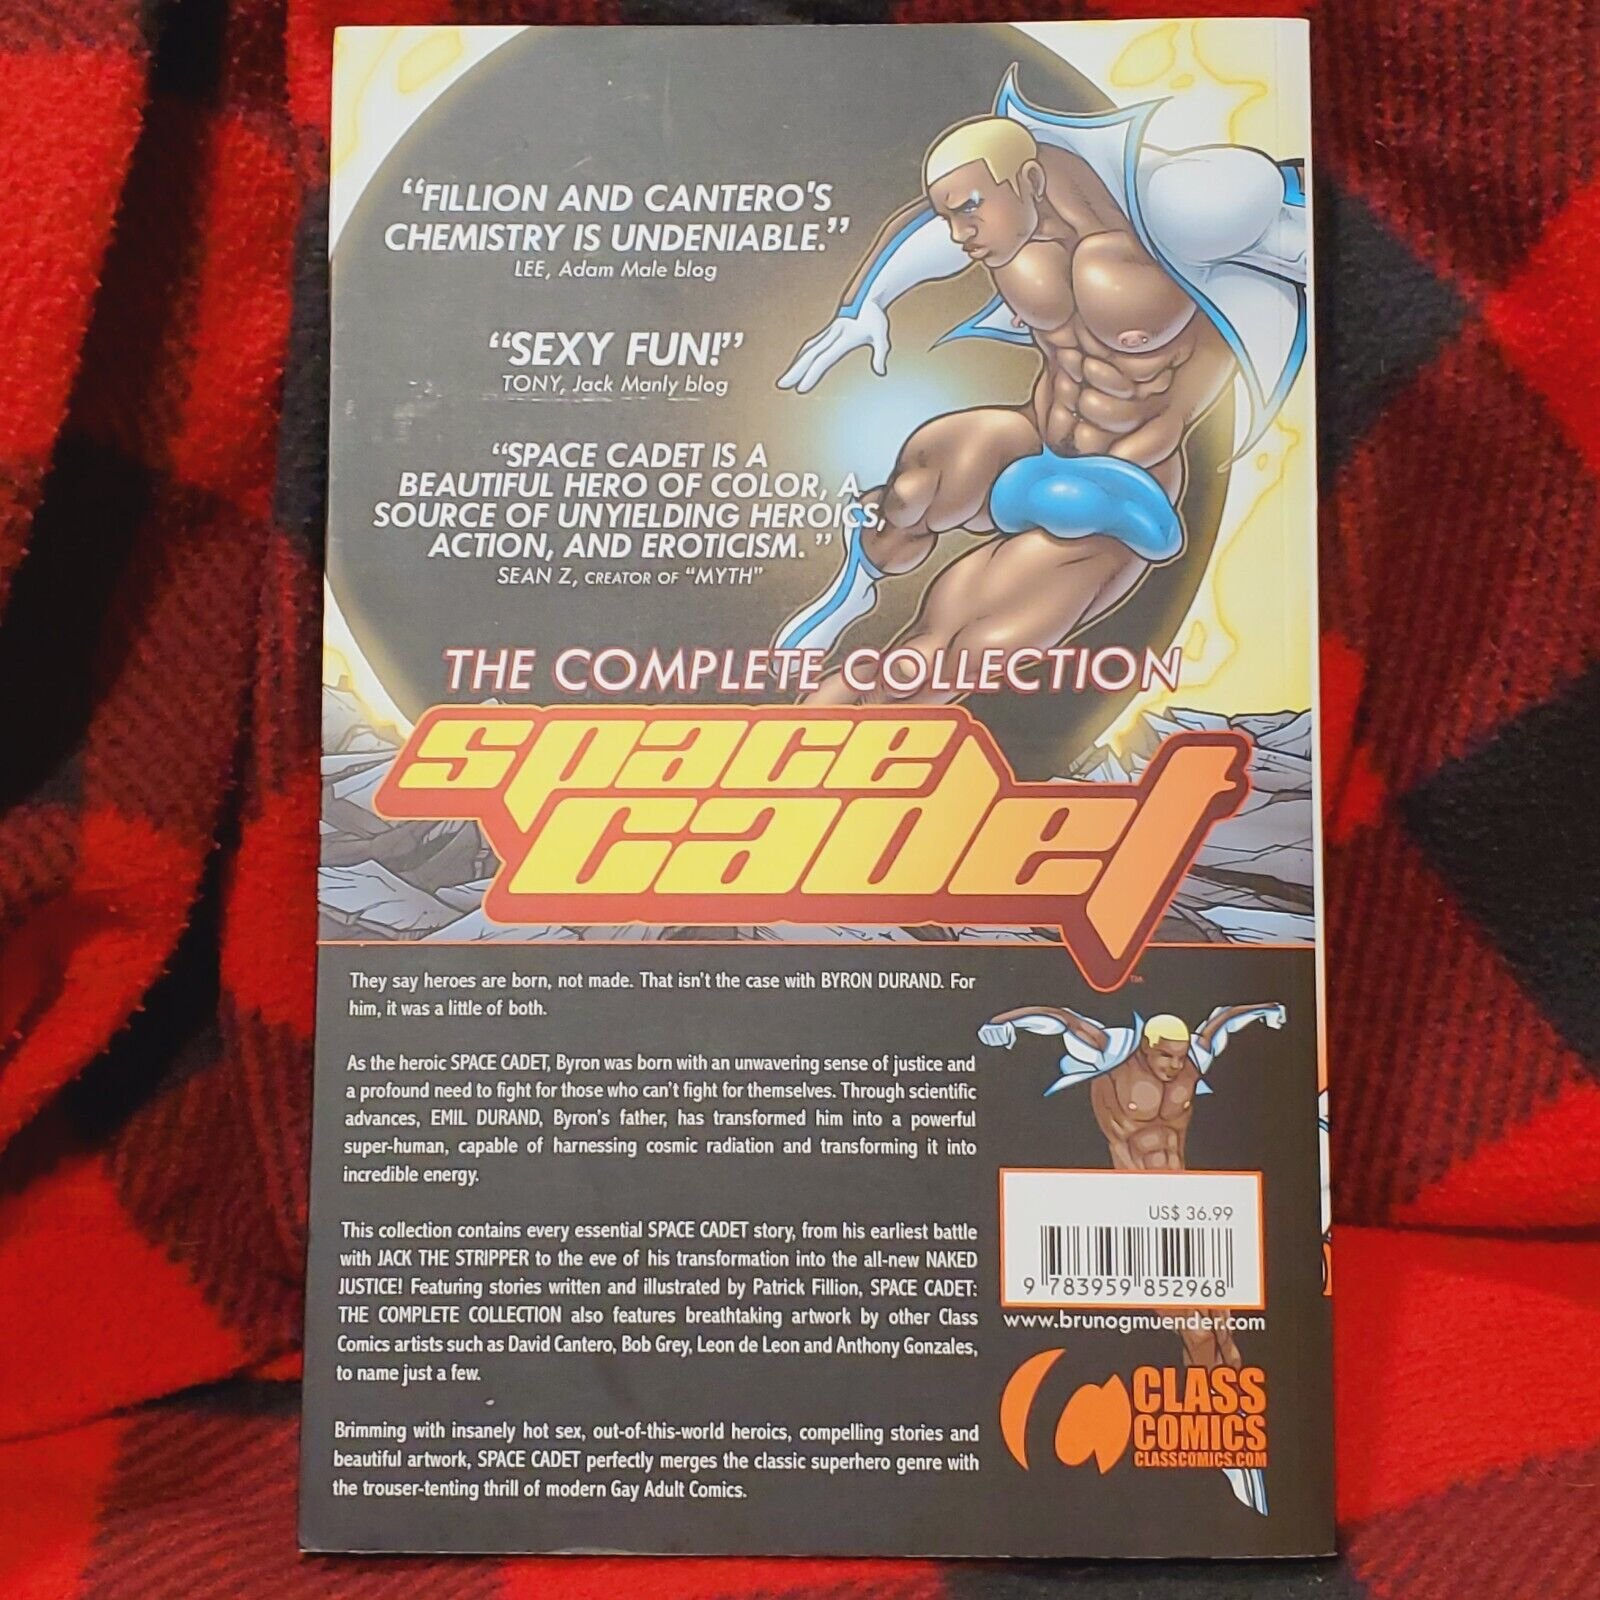 “FILLION AND CANTERO'S
CHEMISTRY IS UNDENIABLE.”
LEE, Adam Male blog
“SEXY FUN!”
TONY, Jack Manly blog
“SPACE CADET IS A
BEAUTIFUL HERO OF COLOR, A
SOURCE OF UNYIELDING HEROICS,
ACTION, AND EROTICISM. ”
SEAN Z, CREATOR OF “MYTH”
THE COMPLETE COLLECTION
space
cadet
™
They say heroes are born, not made. That isn't the case with BYRON DURAND. For
him, it was a little of both.
As the heroic SPACE CADET, Byron was born with an unwavering sense of justice and
a profound need to fight for those who can't fight for themselves. Through scientific
advances, EMIL DURAND, Byron's father, has transformed him into a powerful
super-human, capable of harnessing cosmic radiation and transforming it into
incredible energy.
This collection contains every essential SPACE CADET story, from his earliest battle
with JACK THE STRIPPER to the eve of his transformation into the all-new NAKED
JUSTICE! Featuring stories written and illustrated by Patrick Fillion, SPACE CADET:
THE COMPLETE COLLECTION also features breathtaking artwork by other Class
Comics artists such as David Cantero, Bob Grey, Leon de Leon and Anthony Gonzales,
to name just a few.
Brimming with insanely hot sex, out-of-this-world heroics, compelling stories and
beautiful artwork, SPACE CADET perfectly merges the classic superhero genre with
the trouser-tenting thrill of modern Gay Adult Comics.
US$ 36.99
9 783959 852968
www.brunogmuender.com
CLASS
COMICS
CLASSCOMICS.COM